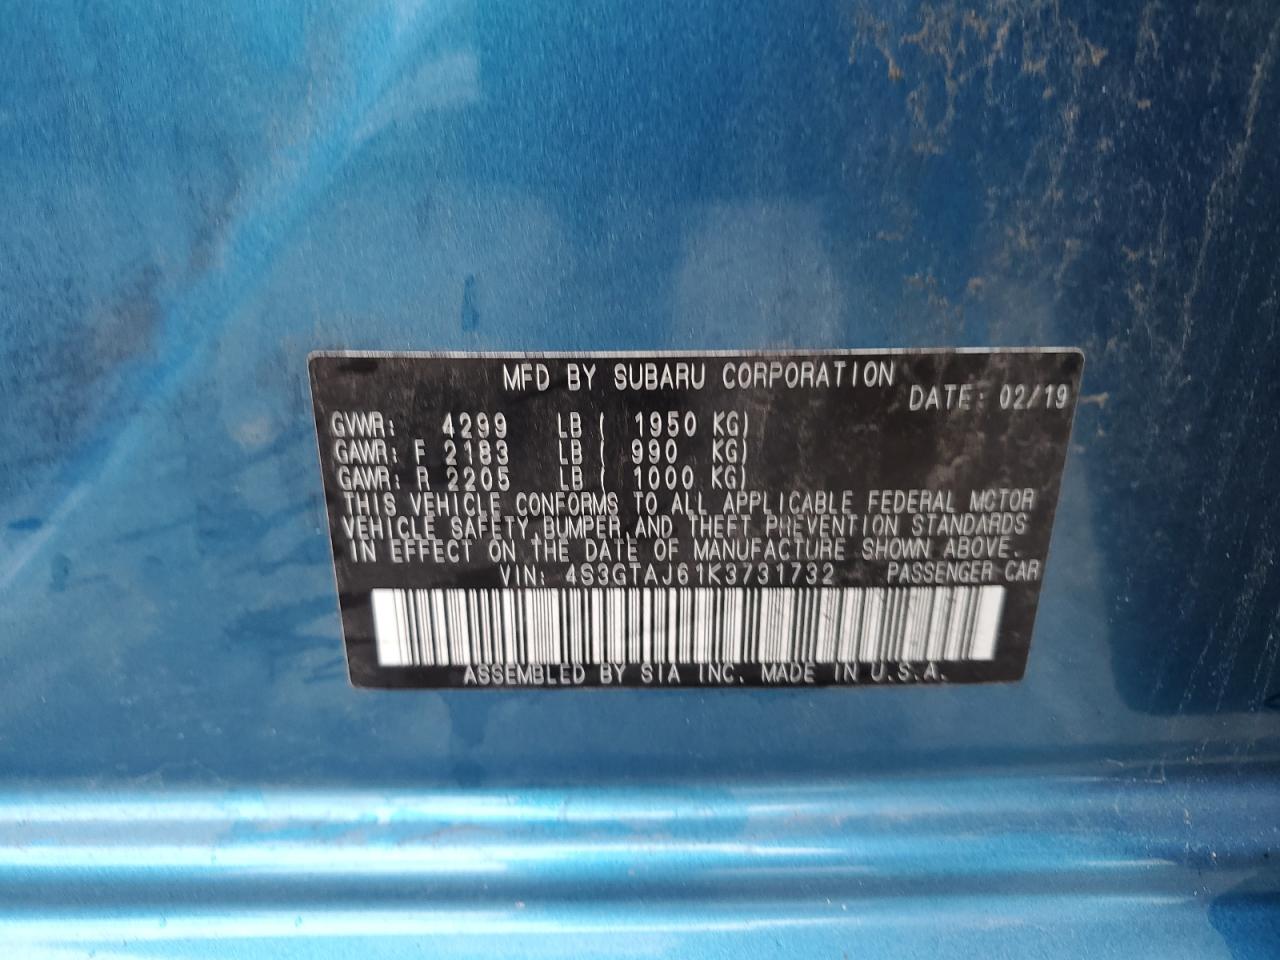 MFD BY SUBARU CORPORATION
DATE: 02/19
GVWR: 4299 LB ( 1950 KG)
GAWR: F 2183 LB ( 990 KG)
GAWR: R 2205 LB ( 1000 KG)
THIS VEHICLE CONFORMS TO ALL APPLICABLE FEDERAL MOTOR
VEHICLE SAFETY, BUMPER, AND THEFT PREVENTION STANDARDS
IN EFFECT ON THE DATE OF MANUFACTURE SHOWN ABOVE.
VIN: 4S3GTAJ61K3731732 PASSENGER CAR
ASSEMBLED BY SIA INC. MADE IN U.S.A.